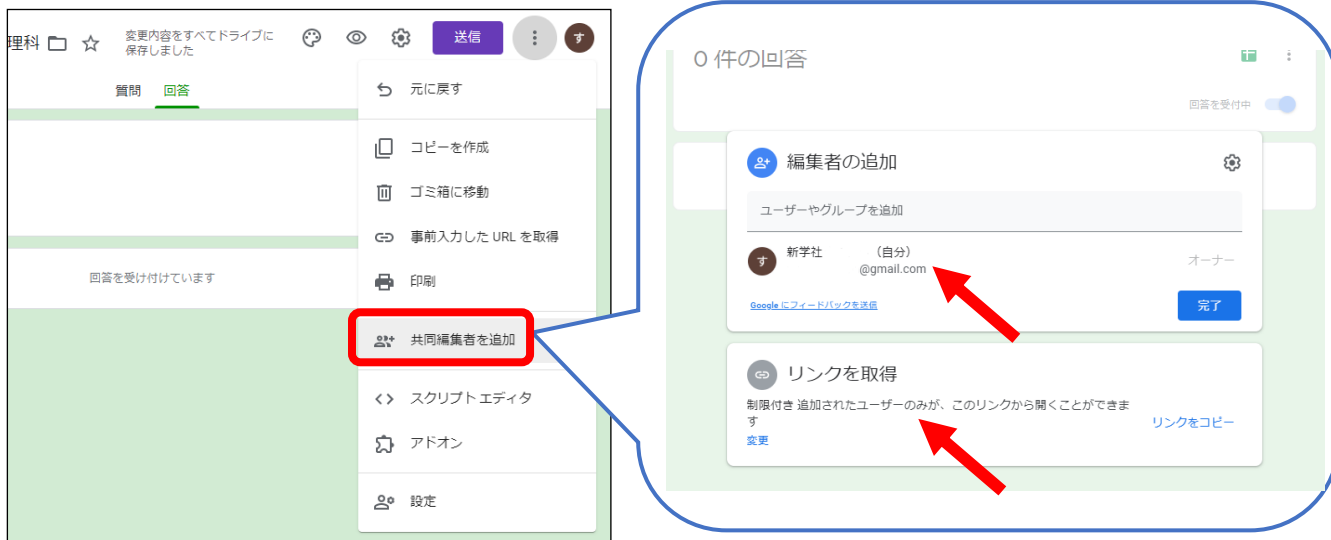 理科
変更内容をすべてドライブに
保存しました
送信
す
質問 回答
回答を受け付けています
元に戻す
コピーを作成
ゴミ箱に移動
事前入力した URL を取得
印刷
共同編集者を追加
スクリプト エディタ
アドオン
設定
0 件の回答
回答を受付中
編集者の追加
ユーザーやグループを追加
す
新学社 (自分)
@gmail.com
オーナー
Google にフィードバックを送信
完了
リンクを取得
制限付き 追加されたユーザーのみが、このリンクから開くことができま
す
変更
リンクをコピー